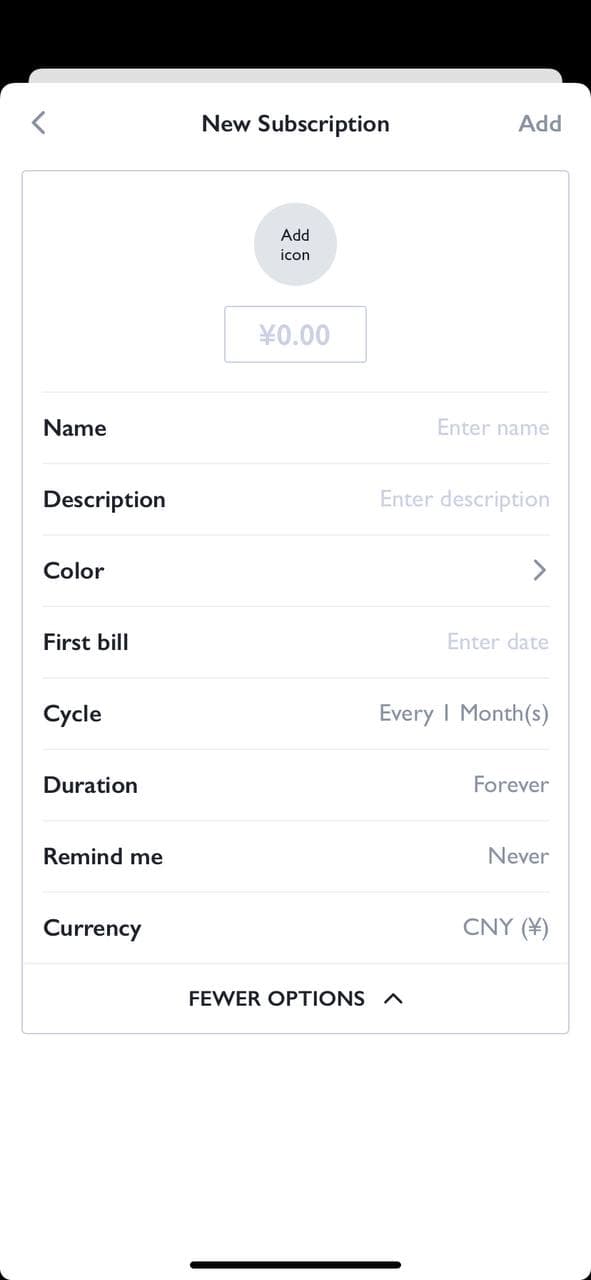 New Subscription
Add
Add
icon
¥0.00
Name
Enter name
Description
Enter description
Color
First bill
Enter date
Cycle
Every 1 Month(s)
Duration
Forever
Remind me
Never
Currency
CNY (¥)
FEWER OPTIONS